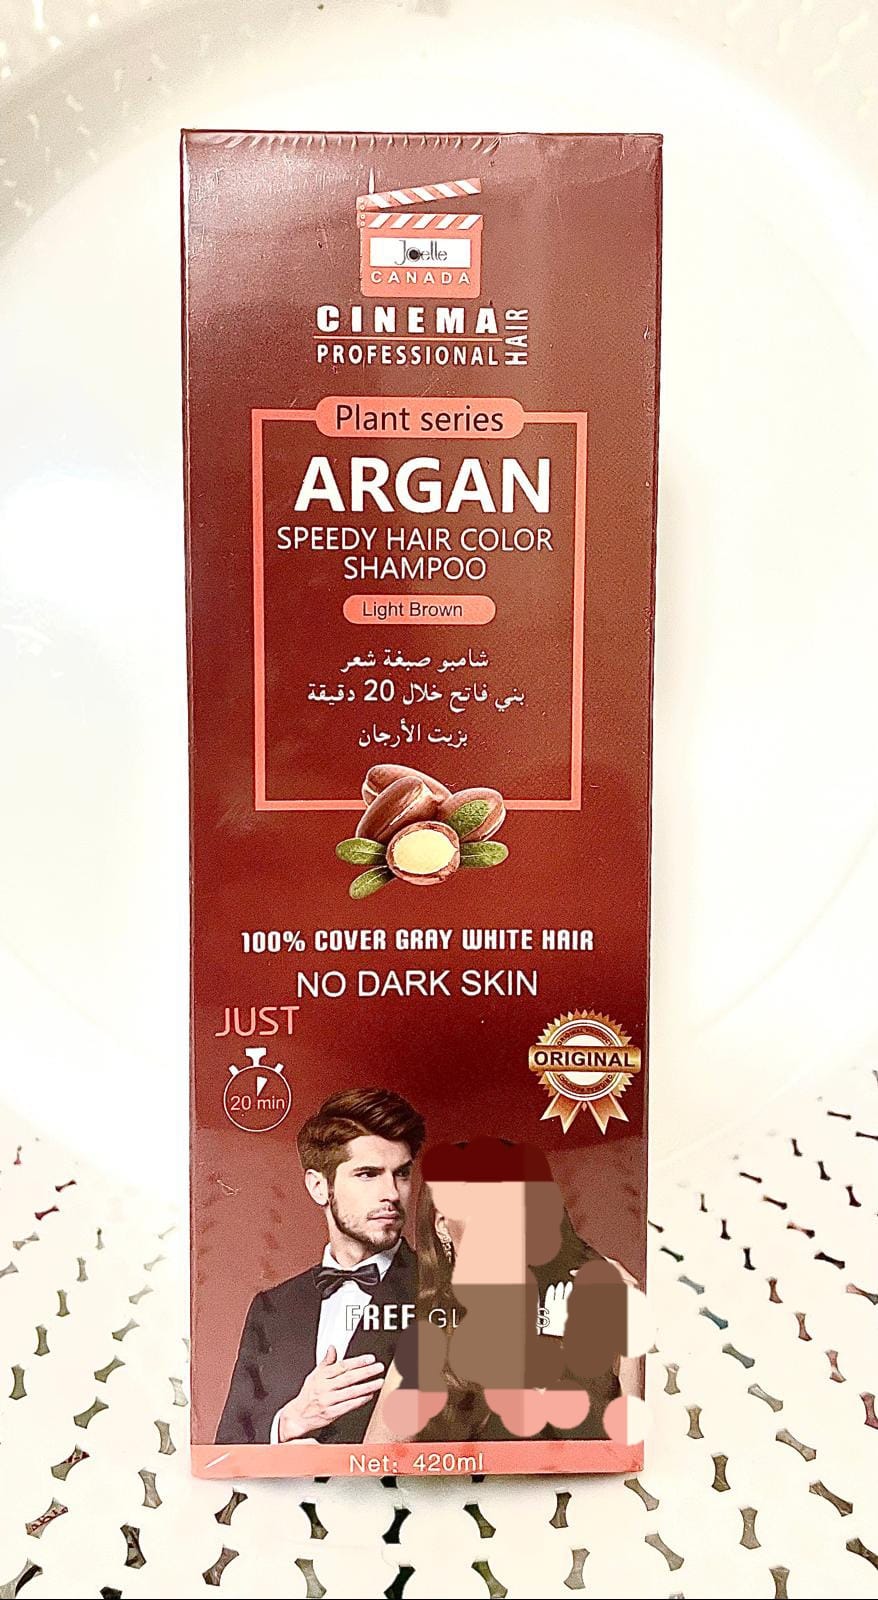 Joelle
CANADA
CINEMA HAIR
PROFESSIONAL
Plant series
ARGAN
SPEEDY HAIR COLOR
SHAMPOO
Light Brown
شامبو صبغة شعر
بني فاتح خلال 20 دقيقة
بزيت الأرجان
100% COVER GRAY WHITE HAIR
NO DARK SKIN
JUST
20 min
ORIGINAL
FREE
Net: 420ml